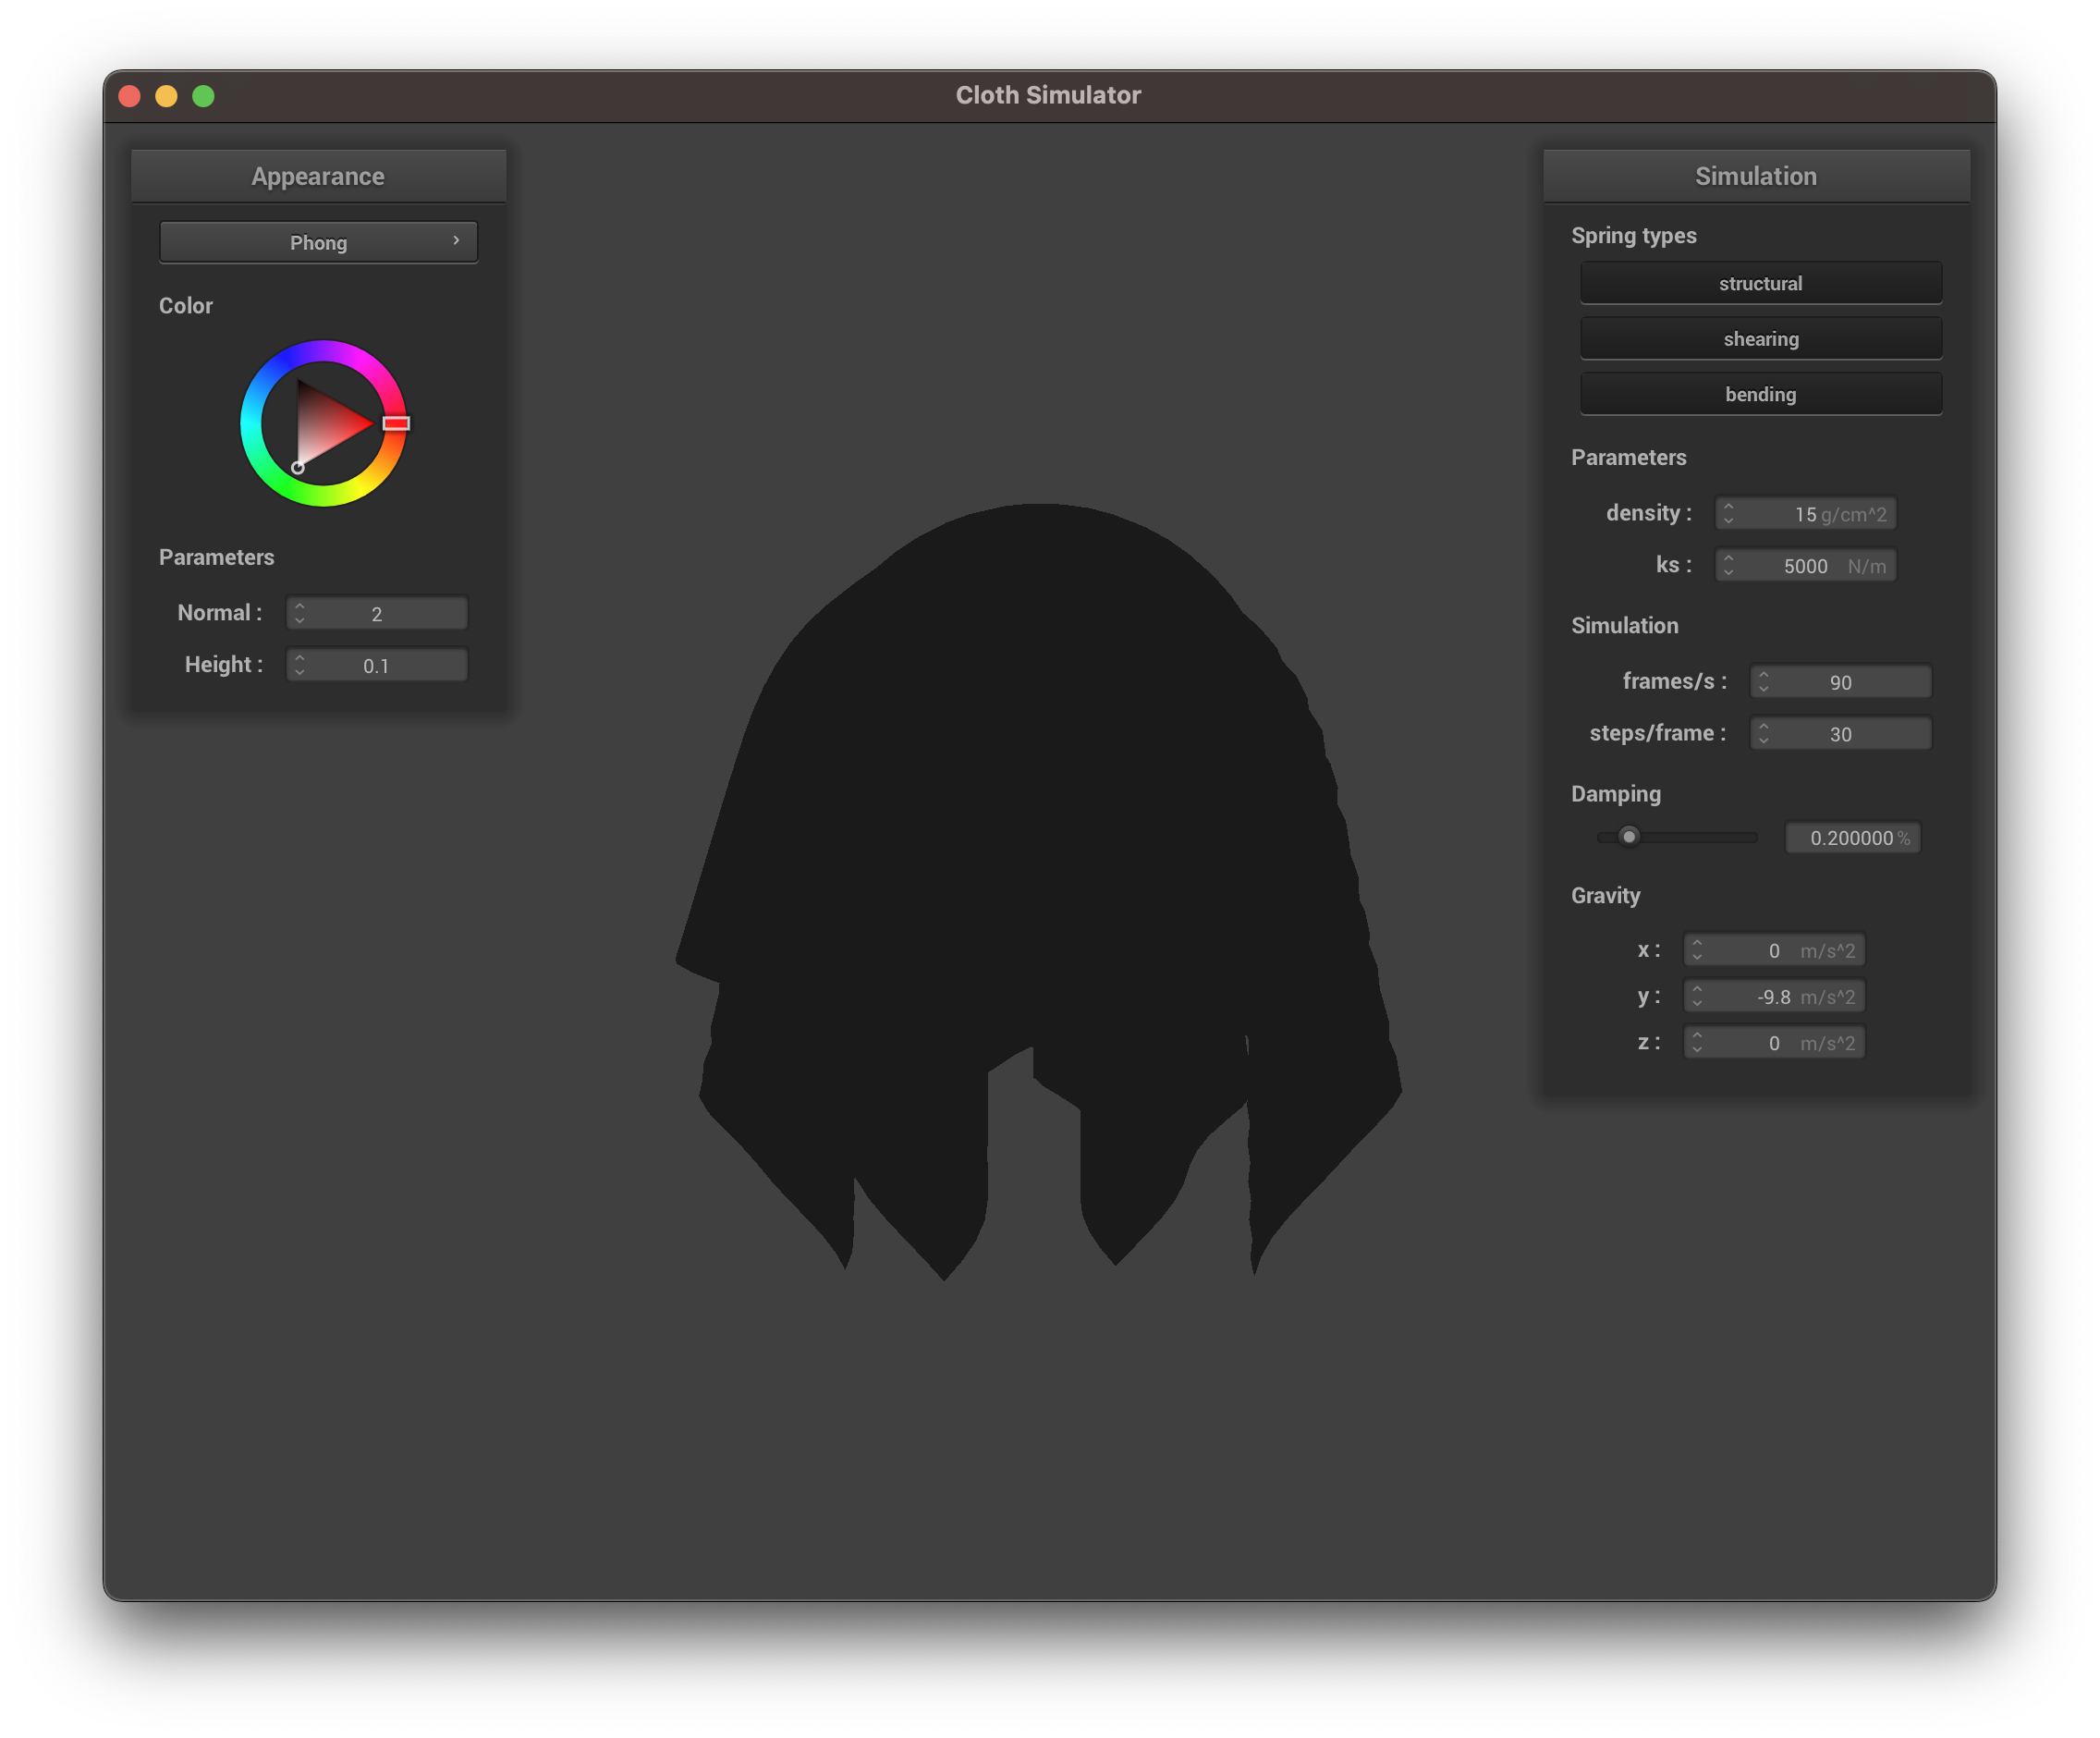 Cloth Simulator
Appearance
Phong
Color
Parameters
Normal : 2
Height : 0.1
Simulation
Spring types
structural
shearing
bending
Parameters
density : 15 g/cm^2
ks : 5000 N/m
Simulation
frames/s : 90
steps/frame : 30
Damping
0.200000 %
Gravity
x : 0 m/s^2
y : -9.8 m/s^2
z : 0 m/s^2